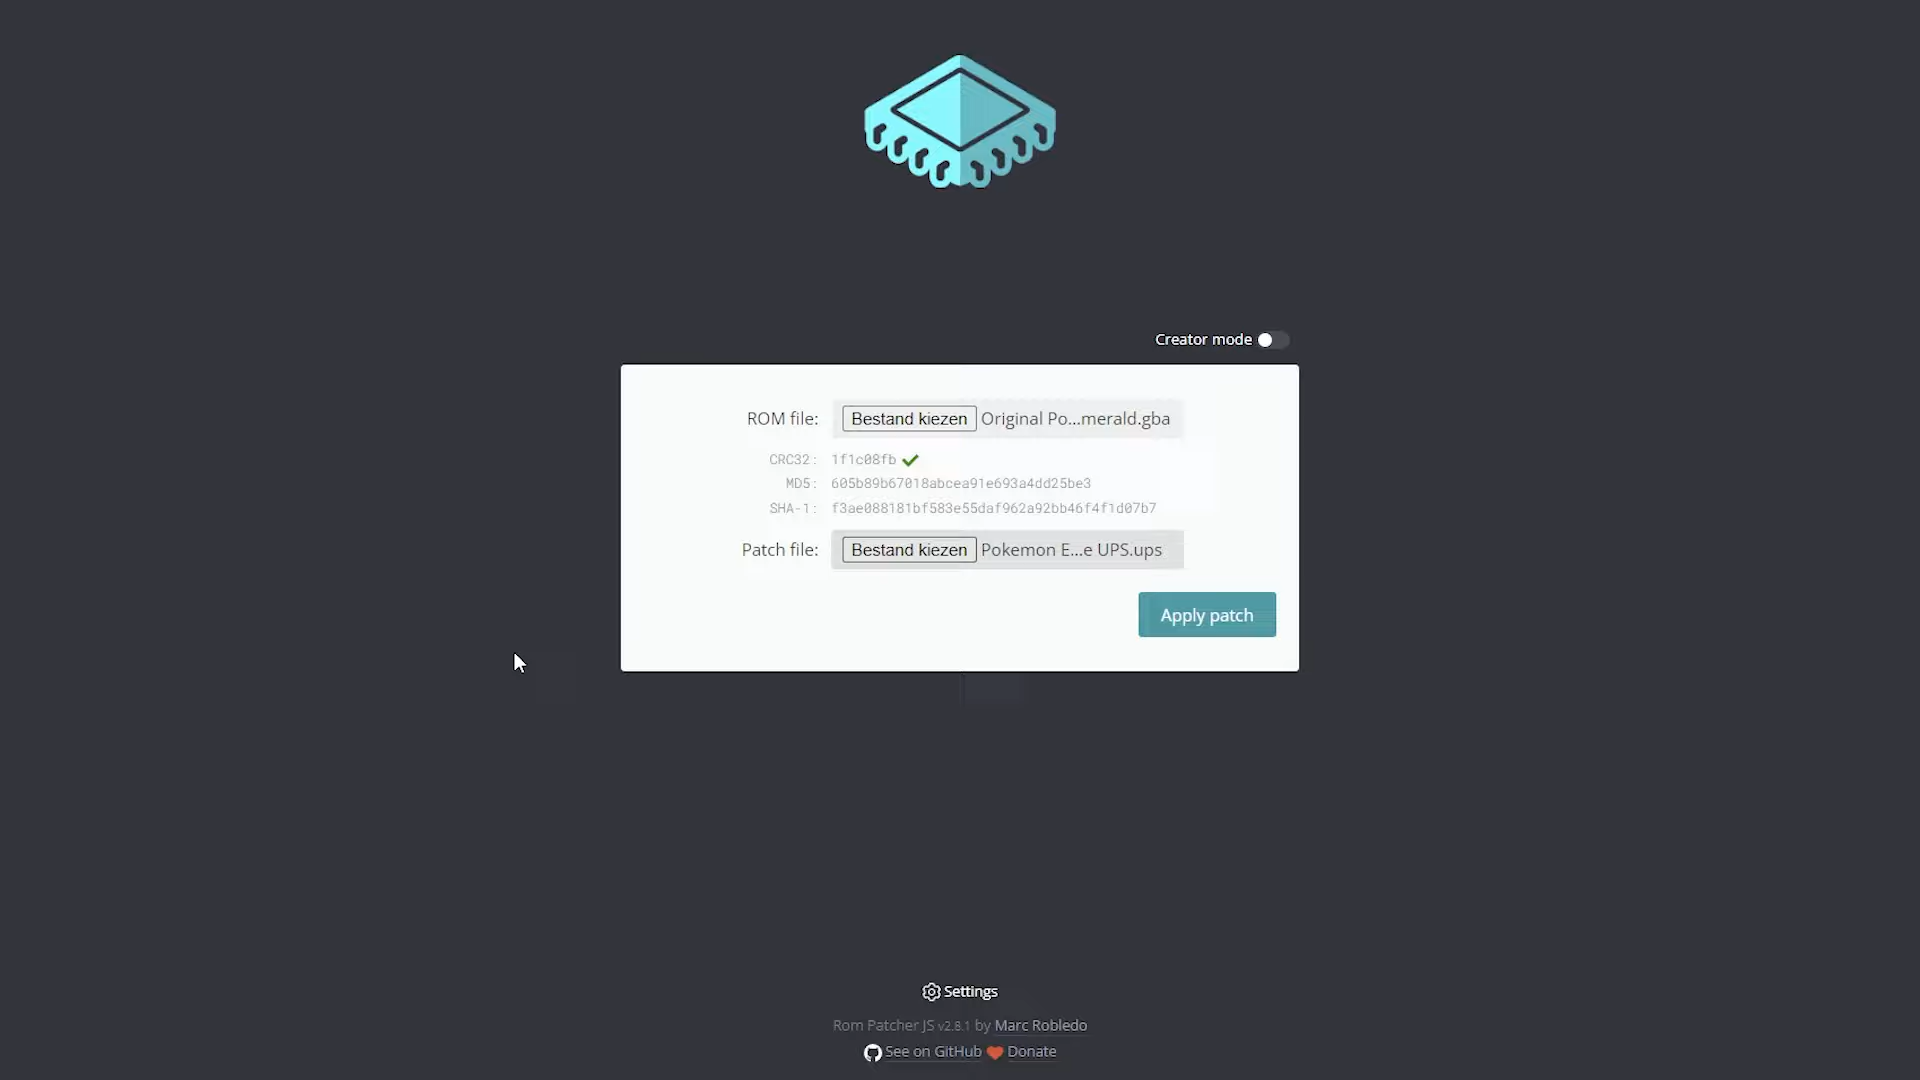 Creator mode
ROM file: Bestand kiezen Original Po...merald.gba
CRC32: 1f1c08fb
MD5: 605b89b67018abcea91e693a4dd25be3
SHA-1: f3ae088181bf583e55daf962a92bb46f4f1d07b7
Patch file: Bestand kiezen Pokemon E...e UPS.ups
Apply patch
Settings
Rom Patcher JS v2.8.1 by Marc Robledo
See on GitHub Donate